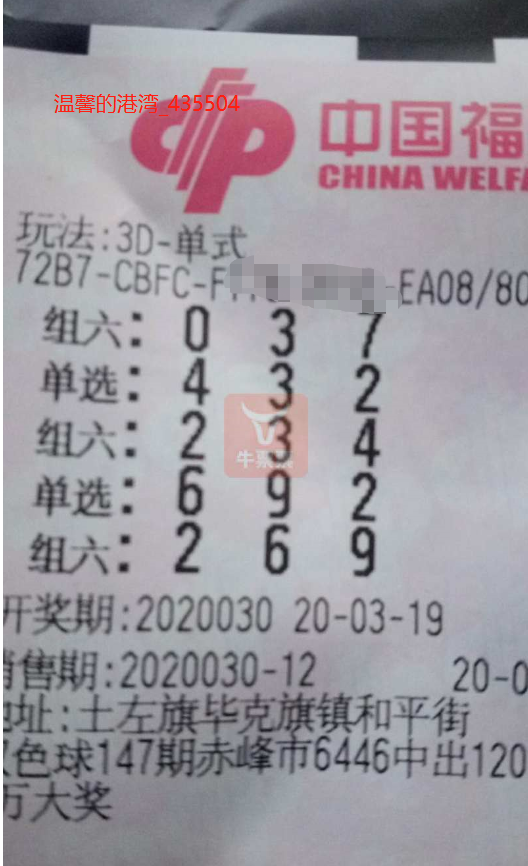 温馨的港湾_435504
中国福
CHINA WELFA
玩法:3D-单式
72B7-CBFC-F
-EA08/80
组六: 0 3 7
单选: 4 3 2
组六: 2 3 4
单选: 6 9 2
组六: 2 6 9
牛票票
开奖期:2020030 20-03-19
销售期:2020030-12 20-0
地址:土左旗毕克旗镇和平街
双色球147期赤峰市6446中出120
万大奖